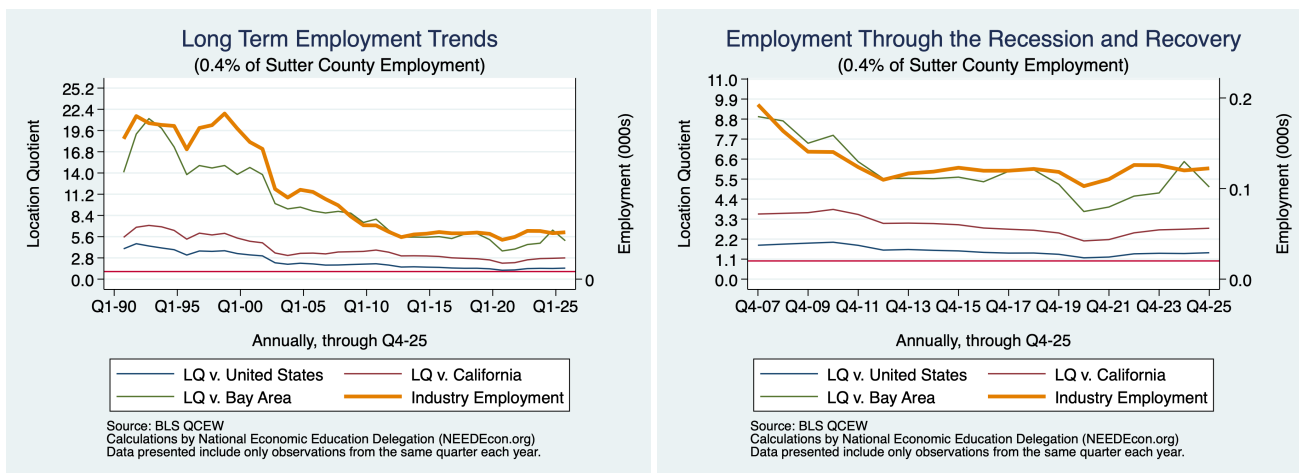 Long Term Employment Trends
(0.4% of Sutter County Employment)
Location Quotient
25.2
22.4
19.6
16.8
14.0
11.2
8.4
5.6
2.8
0.0
0
Employment (000s)
Q1-90 Q1-95 Q1-00 Q1-05 Q1-10 Q1-15 Q1-20 Q1-25
Annually, through Q4-25
LQ v. United States LQ v. California
LQ v. Bay Area Industry Employment
Source: BLS QCEW
Calculations by National Economic Education Delegation (NEEDEcon.org)
Data presented include only observations from the same quarter each year.
Employment Through the Recession and Recovery
(0.4% of Sutter County Employment)
Location Quotient
11.0
9.9
8.8
7.7
6.6
5.5
4.4
3.3
2.2
1.1
0.0
0.2
0.1
0.0
Employment (000s)
Q4-07 Q4-09 Q4-11 Q4-13 Q4-15 Q4-17 Q4-19 Q4-21 Q4-23 Q4-25
Annually, through Q4-25
LQ v. United States LQ v. California
LQ v. Bay Area Industry Employment
Source: BLS QCEW
Calculations by National Economic Education Delegation (NEEDEcon.org)
Data presented include only observations from the same quarter each year.